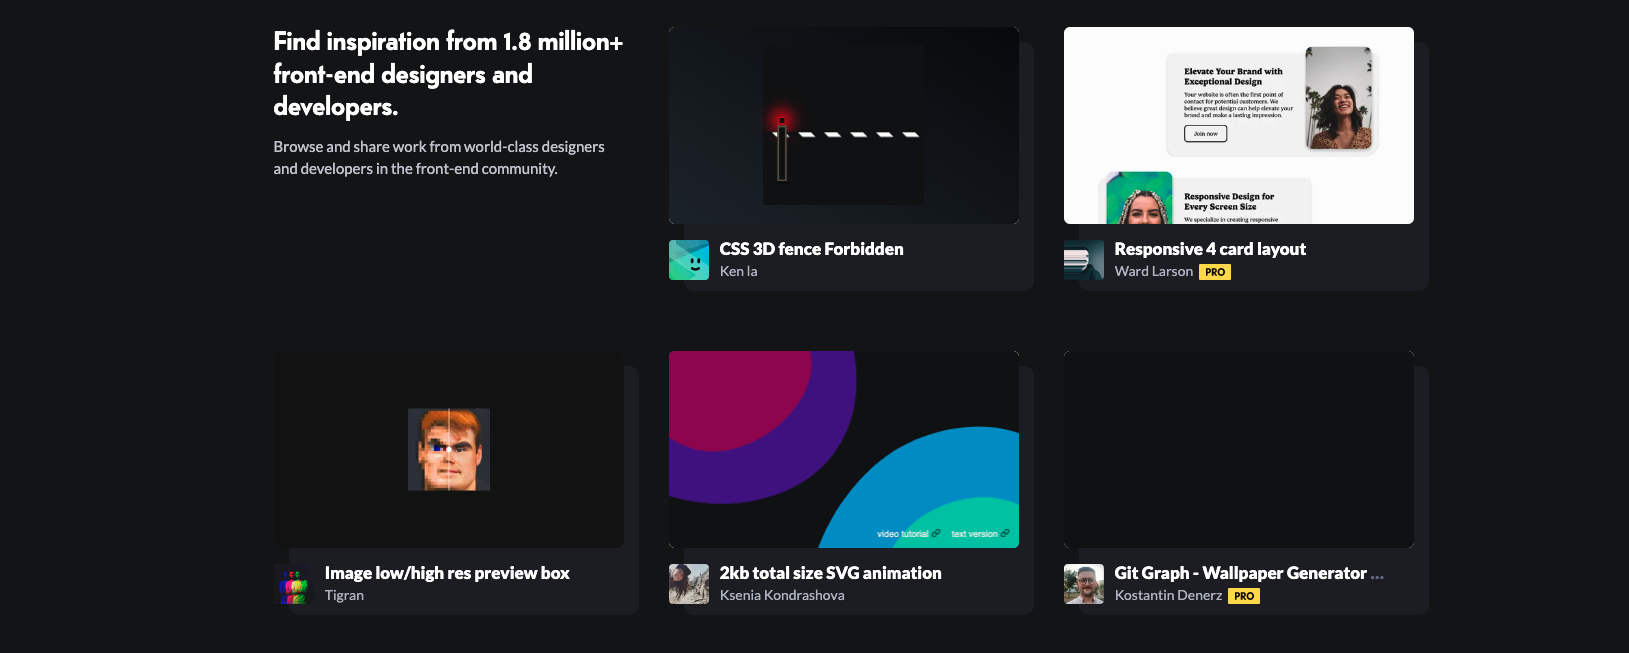 Find inspiration from 1.8 million+
front-end designers and
developers.
Browse and share work from world-class designers
and developers in the front-end community.
CSS 3D fence Forbidden
Ken la
Elevate Your Brand with
Exceptional Design
Your website is often the first point of
contact for potential customers. We
believe great design can help elevate your
brand and make a lasting impression.
Join now
Responsive Design for
Every Screen Size
We specialize in creating responsive
Responsive 4 card layout
Ward Larson PRO
Image low/high res preview box
Tigran
video tutorial text version
2kb total size SVG animation
Ksenia Kondrashova
Git Graph - Wallpaper Generator ...
Kostantin Denerz PRO